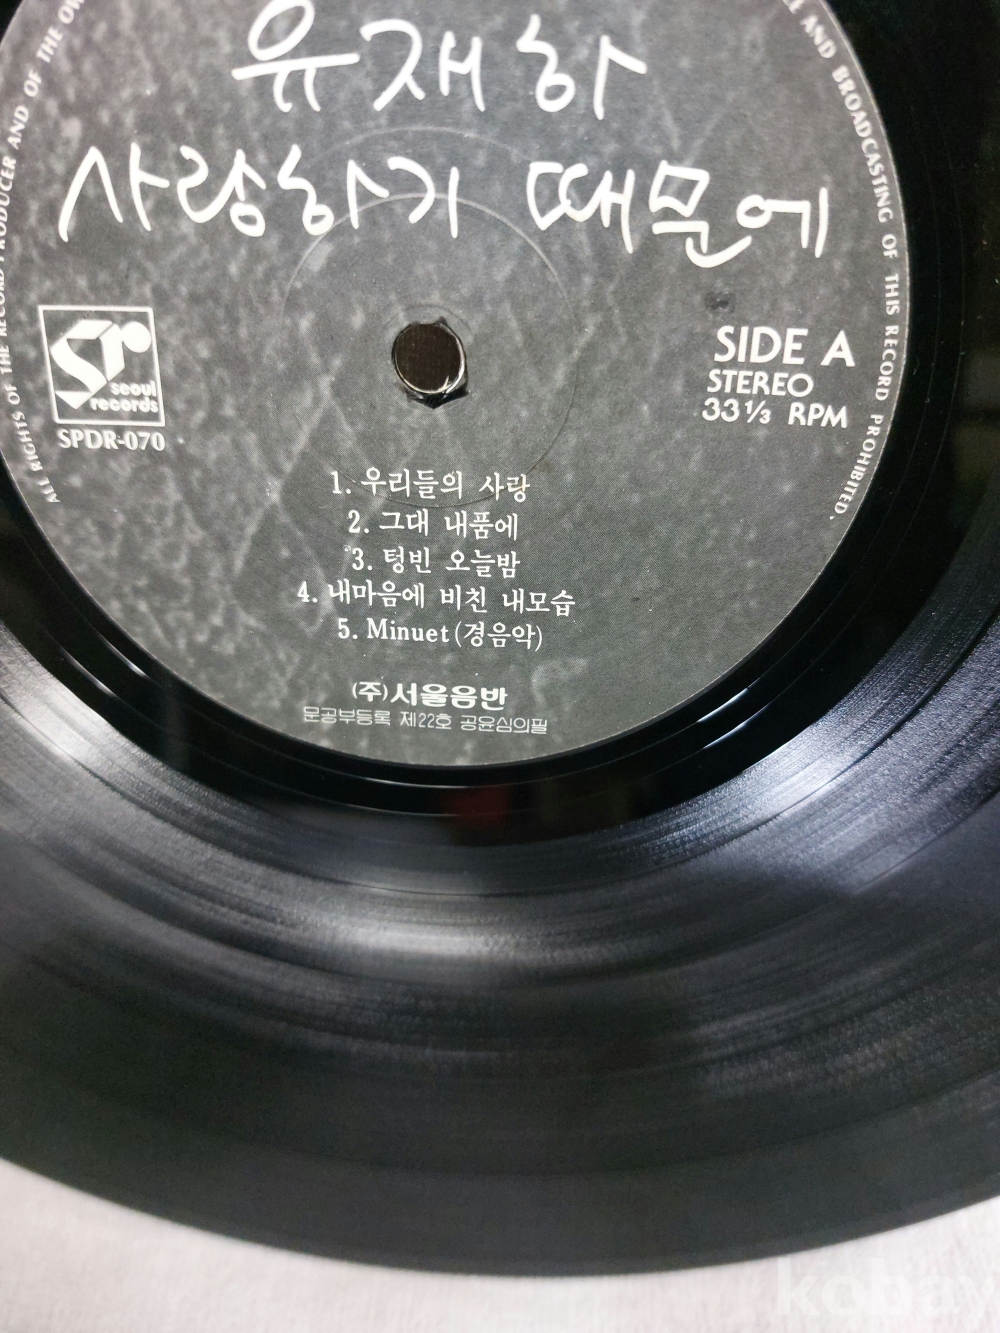 유재하
사랑하기 때문에
Sr
seoul
records
SPDR-070
SIDE A
STEREO
33 1/3 RPM
1. 우리들의 사랑
2. 그대 내품에
3. 텅빈 오늘밤
4. 내마음에 비친 내모습
5. Minuet(경음악)
(주)서울음반
문공부등록 제22호 공윤심의필
ALL RIGHTS OF THE RECORD PRODUCER AND OF THE
AND BROADCASTING OF THIS RECORD PROHIBITED.
kobay